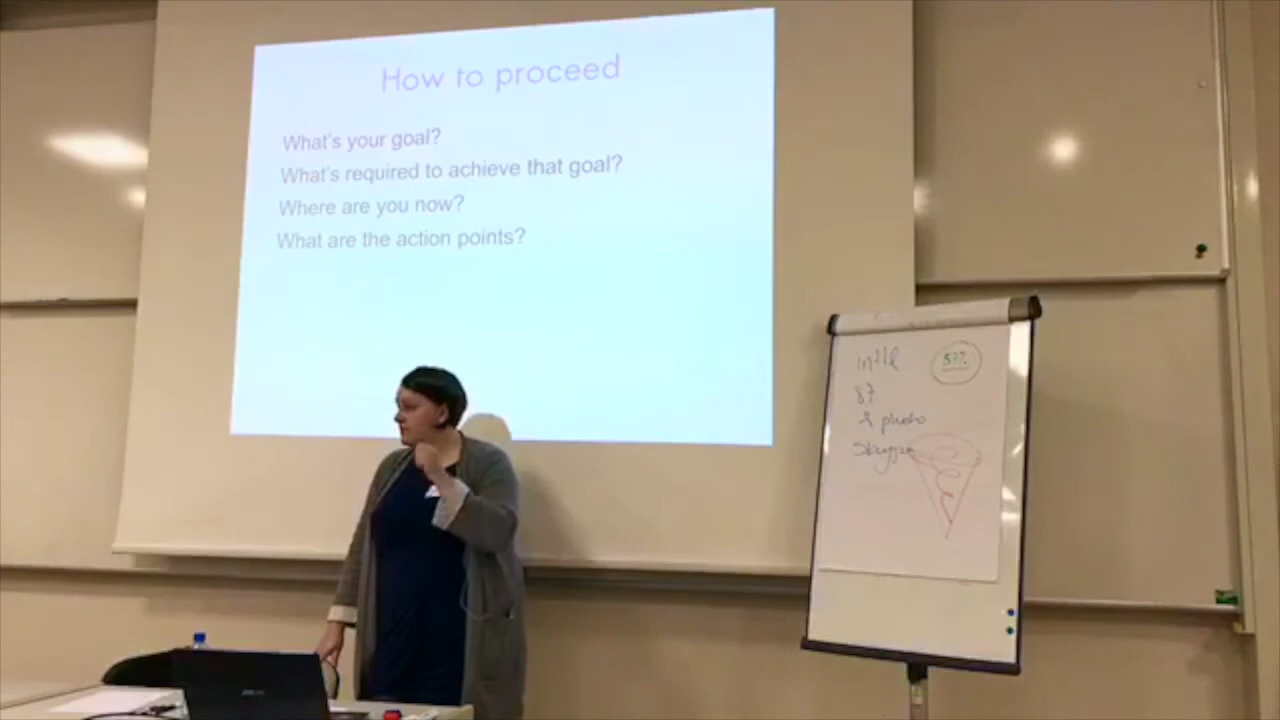 How to proceed
What's your goal?
What's required to achieve that goal?
Where are you now?
What are the action points?
87
photo